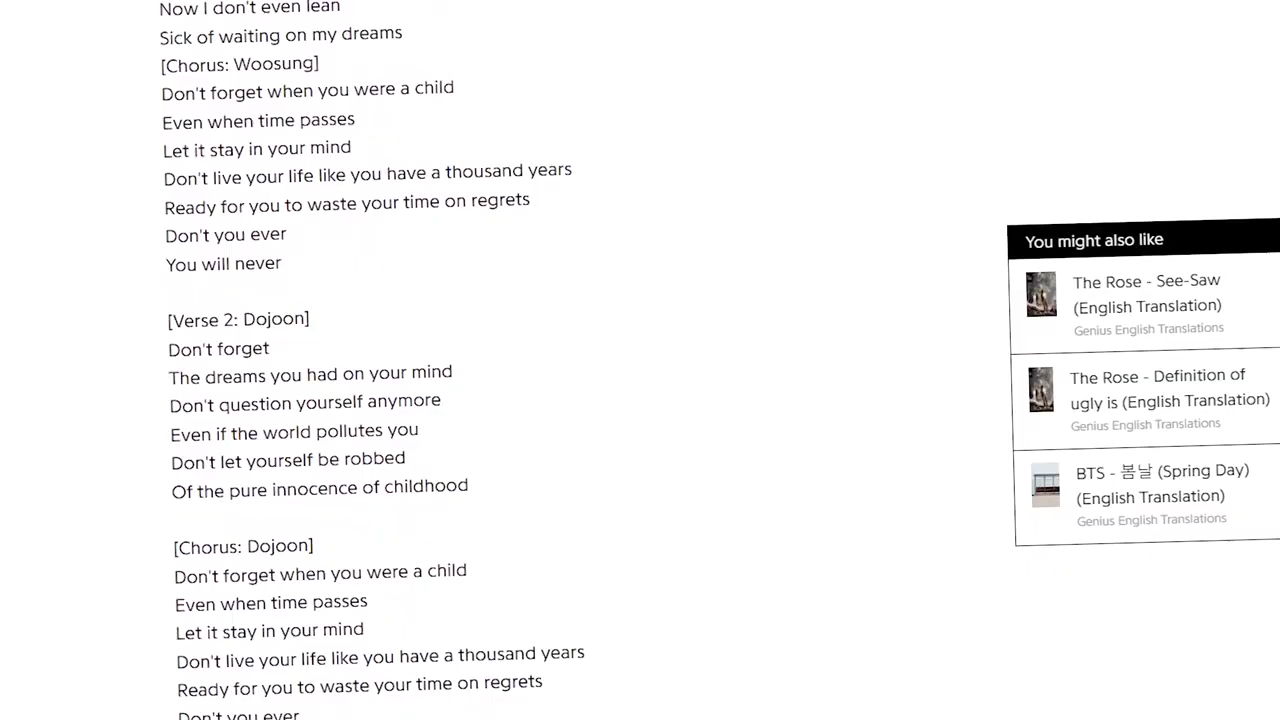 Now I don't even lean
Sick of waiting on my dreams
[Chorus: Woosung]
Don't forget when you were a child
Even when time passes
Let it stay in your mind
Don't live your life like you have a thousand years
Ready for you to waste your time on regrets
Don't you ever
You will never
[Verse 2: Dojoon]
Don't forget
The dreams you had on your mind
Don't question yourself anymore
Even if the world pollutes you
Don't let yourself be robbed
Of the pure innocence of childhood
[Chorus: Dojoon]
Don't forget when you were a child
Even when time passes
Let it stay in your mind
Don't live your life like you have a thousand years
Ready for you to waste your time on regrets
Don't you ever
You might also like
The Rose - See-Saw
(English Translation)
Genius English Translations
The Rose - Definition of
ugly is (English Translation)
Genius English Translations
BTS - 봄날 (Spring Day)
(English Translation)
Genius English Translations